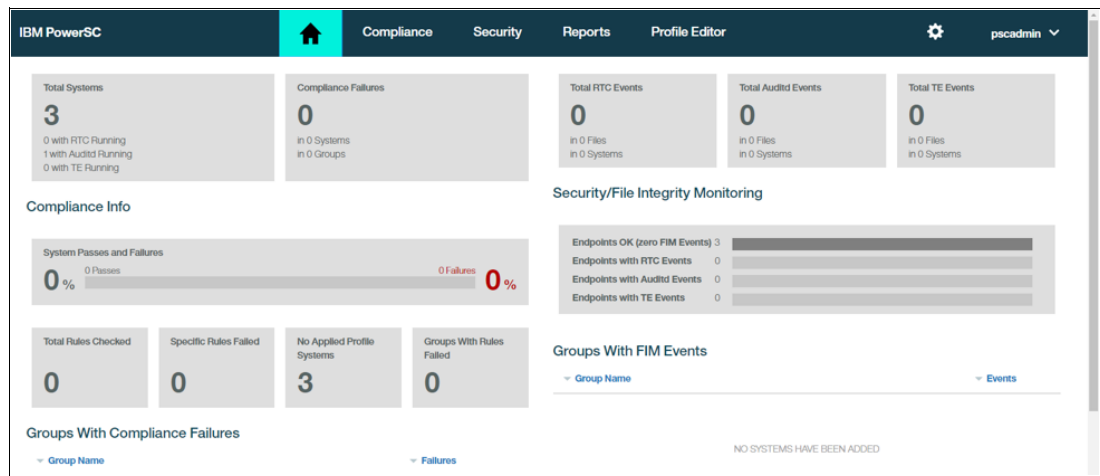 IBM PowerSC
Compliance
Security
Reports
Profile Editor
pscadmin
Total Systems
3
0 with RTC Running
1 with Auditd Running
0 with TE Running
Compliance Failures
0
in 0 Systems
in 0 Groups
Total RTC Events
0
in 0 Files
in 0 Systems
Total Auditd Events
0
in 0 Files
in 0 Systems
Total TE Events
0
in 0 Files
in 0 Systems
Compliance Info
System Passes and Failures
0 %
0 Passes
0 Failures
0 %
Total Rules Checked
0
Specific Rules Failed
0
No Applied Profile
Systems
3
Groups With Rules
Failed
0
Groups With Compliance Failures
Group Name
Failures
Security/File Integrity Monitoring
Endpoints OK (zero FIM Events) 3
Endpoints with RTC Events 0
Endpoints with Auditd Events 0
Endpoints with TE Events 0
Groups With FIM Events
Group Name
Events
NO SYSTEMS HAVE BEEN ADDED